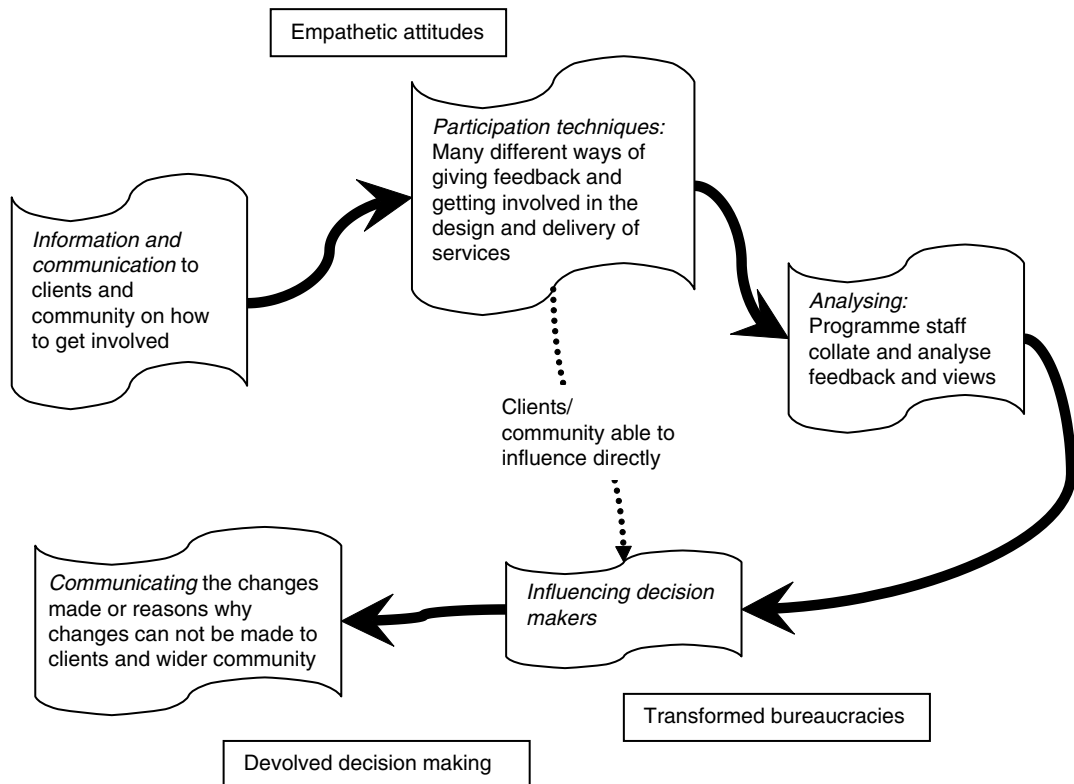 Empathetic attitudes
Participation techniques:
Many different ways of
giving feedback and
getting involved in the
design and delivery of
services
Information and
communication to
clients and
community on how
to get involved
Analysing:
Programme staff
collate and analyse
feedback and views
Clients/
community able to
influence directly
Influencing decision
makers
Communicating the changes
made or reasons why
changes can not be made to
clients and wider community
Transformed bureaucracies
Devolved decision making